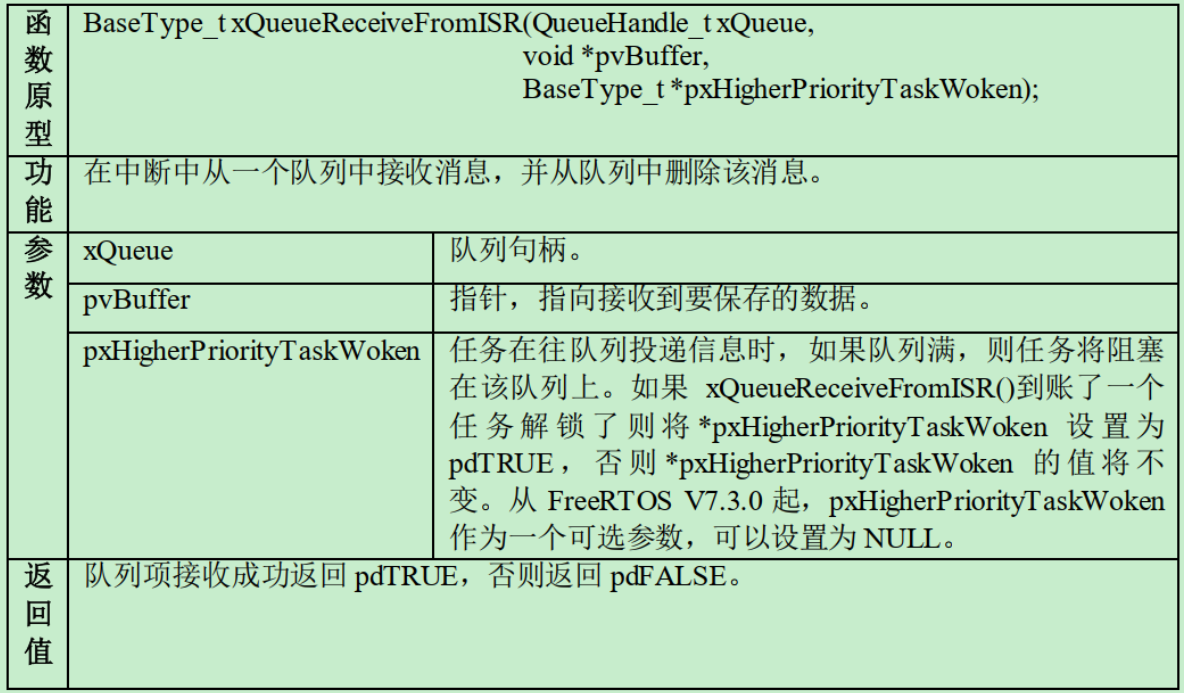 函数原型
BaseType_t xQueueReceiveFromISR(QueueHandle_t xQueue,
void *pvBuffer,
BaseType_t *pxHigherPriorityTaskWoken);
功能
在中断中从一个队列中接收消息，并从队列中删除该消息。
参数
xQueue
队列句柄。
pvBuffer
指针，指向接收到要保存的数据。
pxHigherPriorityTaskWoken
任务在往队列投递信息时，如果队列满，则任务将阻塞
在该队列上。如果 xQueueReceiveFromISR()到账了一个
任务解锁了则将*pxHigherPriorityTaskWoken 设置为
pdTRUE，否则*pxHigherPriorityTaskWoken 的值将不
变。从 FreeRTOS V7.3.0 起，pxHigherPriorityTaskWoken
作为一个可选参数，可以设置为 NULL。
返回值
队列项接收成功返回 pdTRUE，否则返回 pdFALSE。